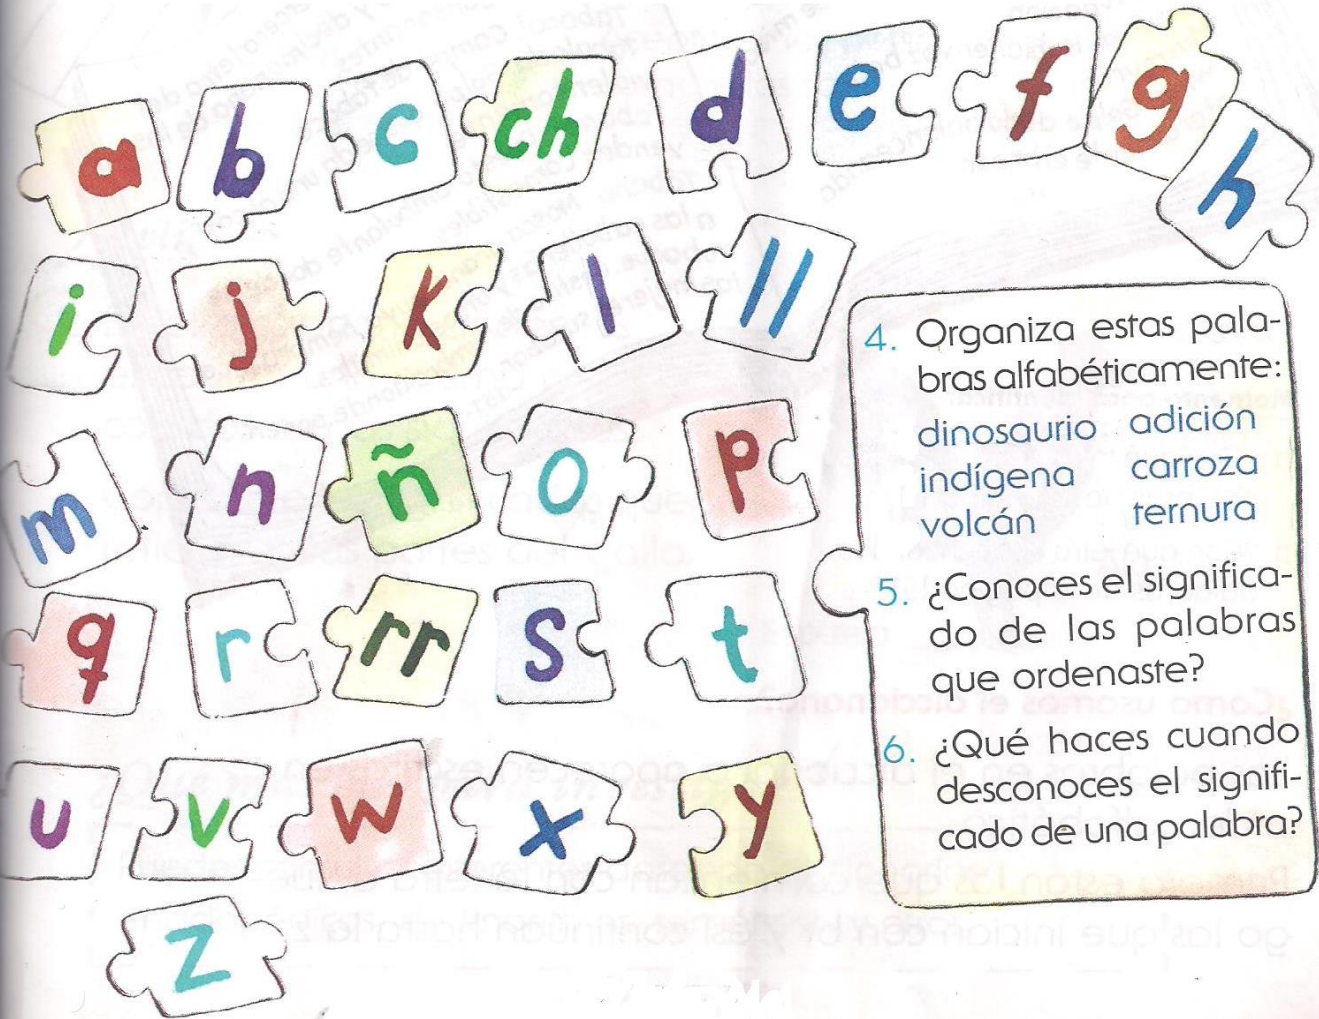 a b c ch d e f g h
i j k l ll
m n ñ o p
q r rr s t
u v w x y
z
4. Organiza estas pala-
bras alfabéticamente:
dinosaurio adición
indígena carroza
volcán ternura
5. ¿Conoces el significa-
do de las palabras
que ordenaste?
6. ¿Qué haces cuando
desconoces el signifi-
cado de una palabra?